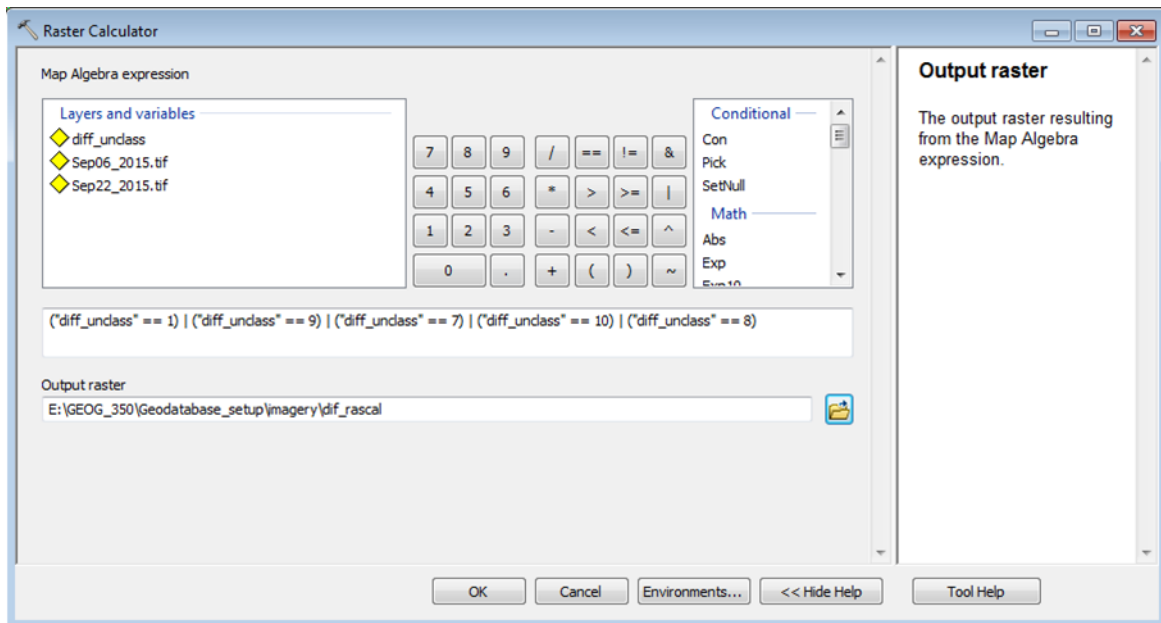 Raster Calculator
Map Algebra expression
Layers and variables
diff_unclass
Sep06_2015.tif
Sep22_2015.tif
7 8 9 / == != &
4 5 6 * > >= |
1 2 3 - < <= ^
0 . + ( ) ~
Conditional
Con
Pick
SetNull
Math
Abs
Exp
Exp10
("diff_unclass" == 1) | ("diff_unclass" == 9) | ("diff_unclass" == 7) | ("diff_unclass" == 10) | ("diff_unclass" == 8)
Output raster
E:\GEOG_350\Geodatabase_setup\imagery\dif_rascal
OK
Cancel
Environments...
<< Hide Help
Tool Help
Output raster
The output raster resulting
from the Map Algebra
expression.